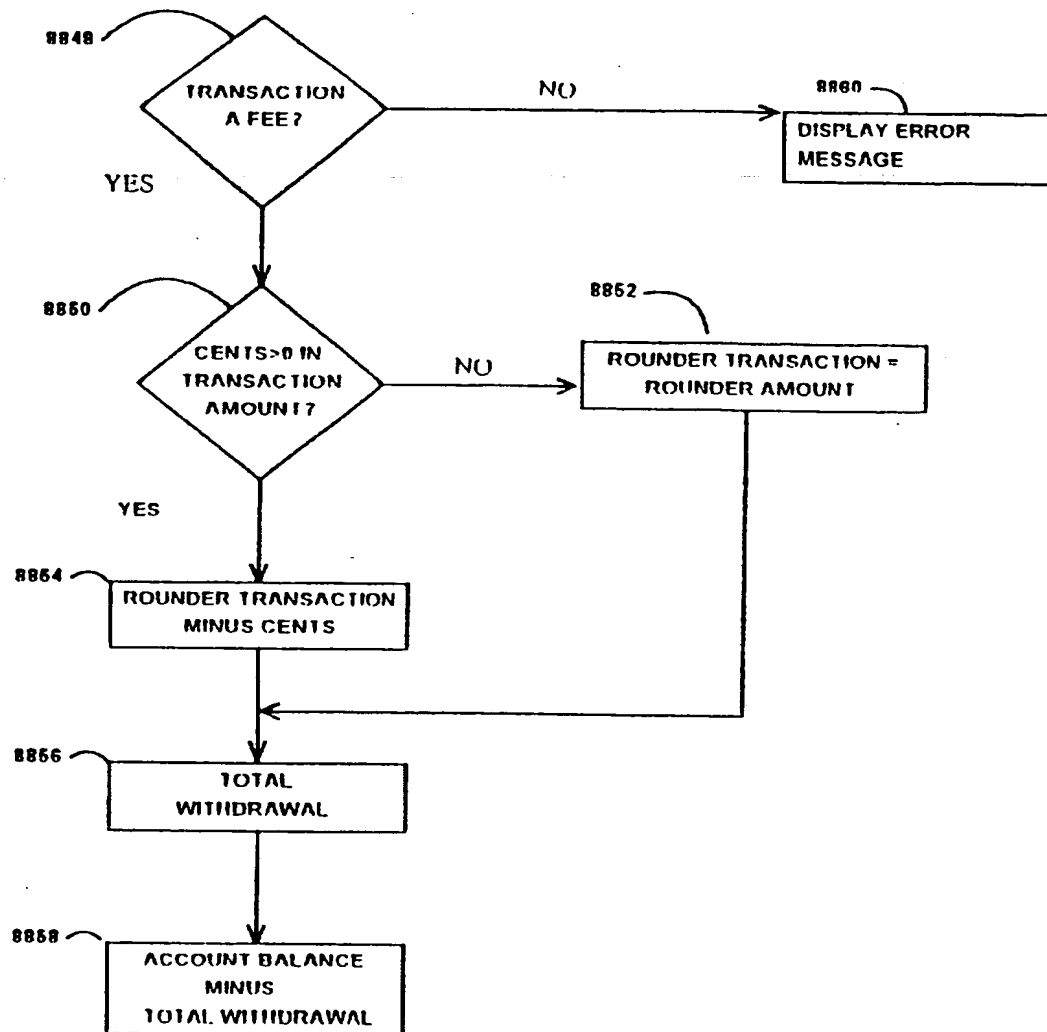 8848
TRANSACTION
A FEE?
NO
8860
DISPLAY ERROR
MESSAGE
YES
8850
CENTS>0 IN
TRANSACTION
AMOUNT?
NO
8852
ROUNDER TRANSACTION =
ROUNDER AMOUNT
YES
8854
ROUNDER TRANSACTION
MINUS CENTS
8856
TOTAL
WITHDRAWAL
8858
ACCOUNT BALANCE
MINUS
TOTAL WITHDRAWAL